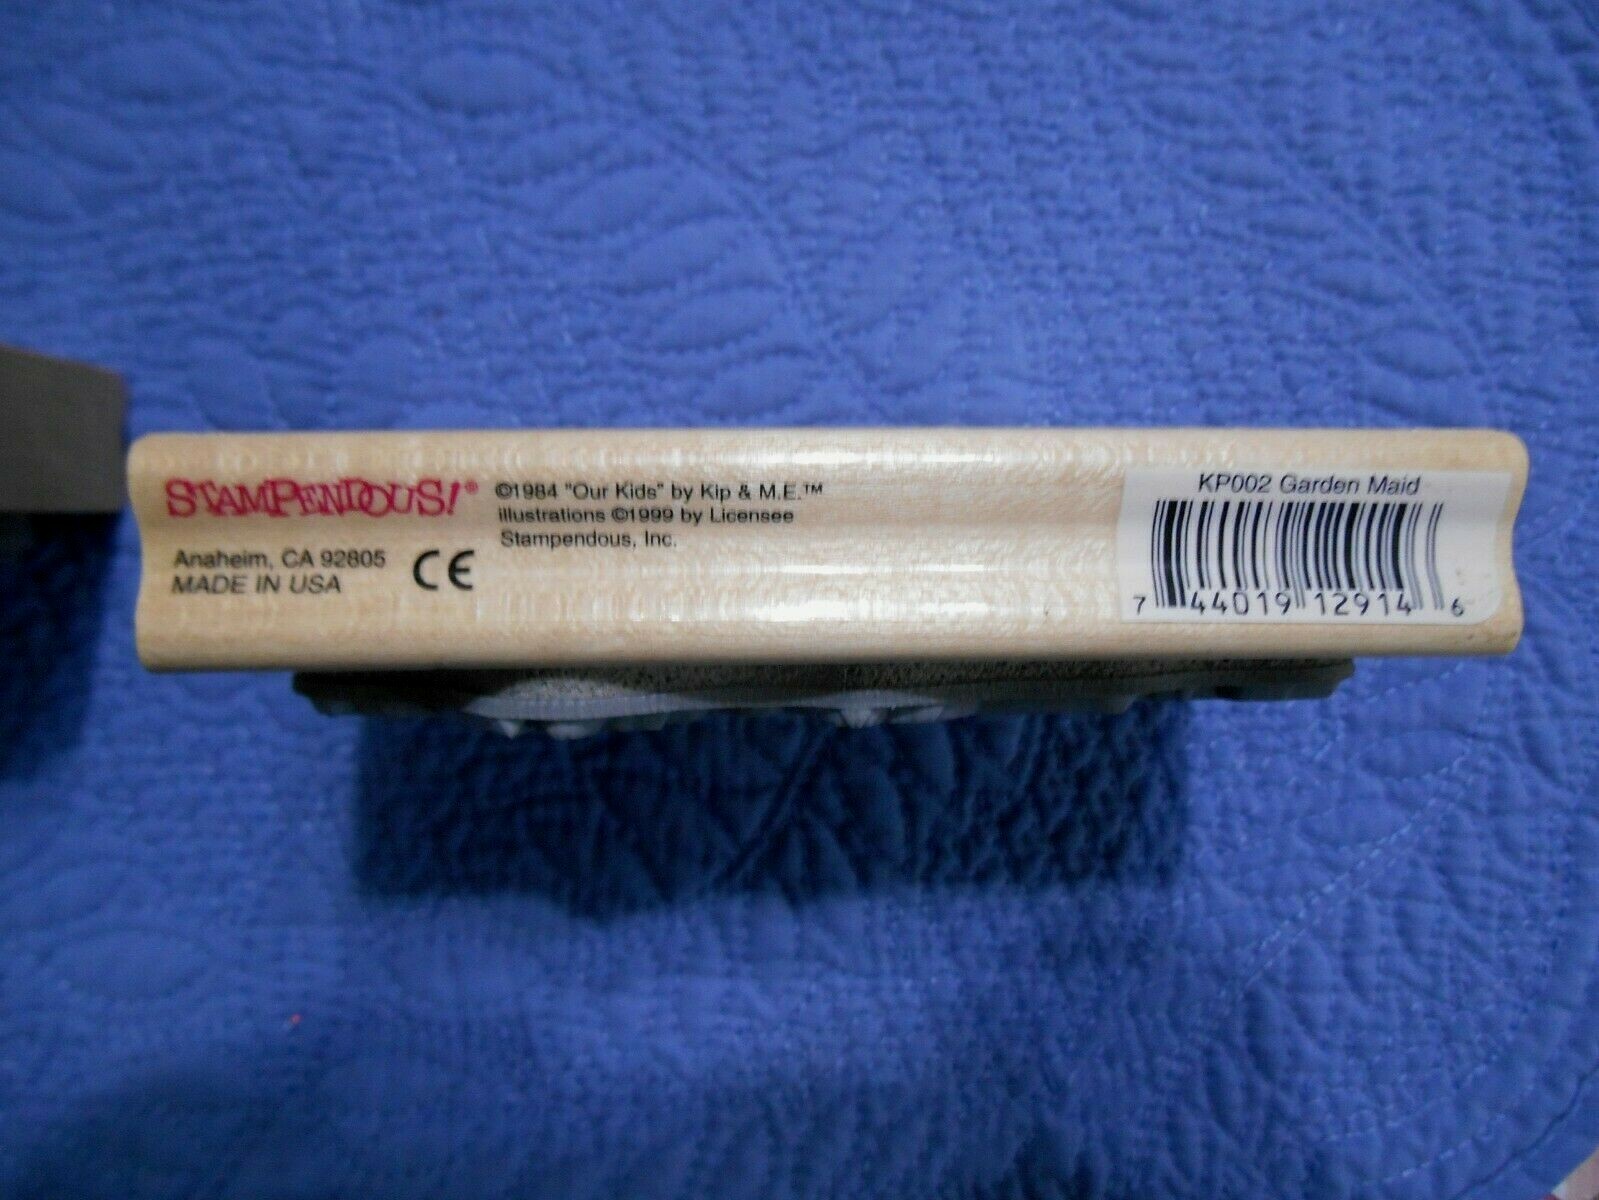 STAMPENDOUS!®
Anaheim, CA 92805
MADE IN USA
CE
©1984 "Our Kids" by Kip & M.E.™
illustrations ©1999 by Licensee
Stampendous, Inc.
KP002 Garden Maid
7 44019 12914 6